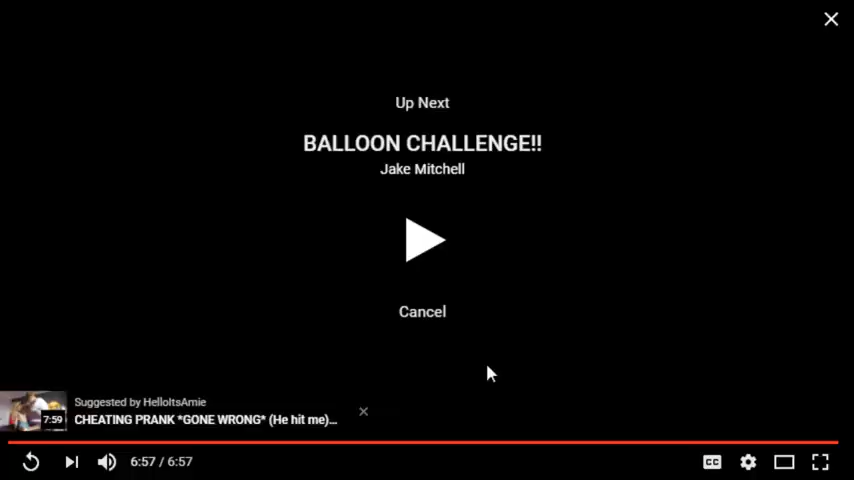 Up Next
BALLOON CHALLENGE!!
Jake Mitchell
Cancel
Suggested by HelloItsAmie
7:59
CHEATING PRANK *GONE WRONG* (He hit me)...
6:57 / 6:57
CC